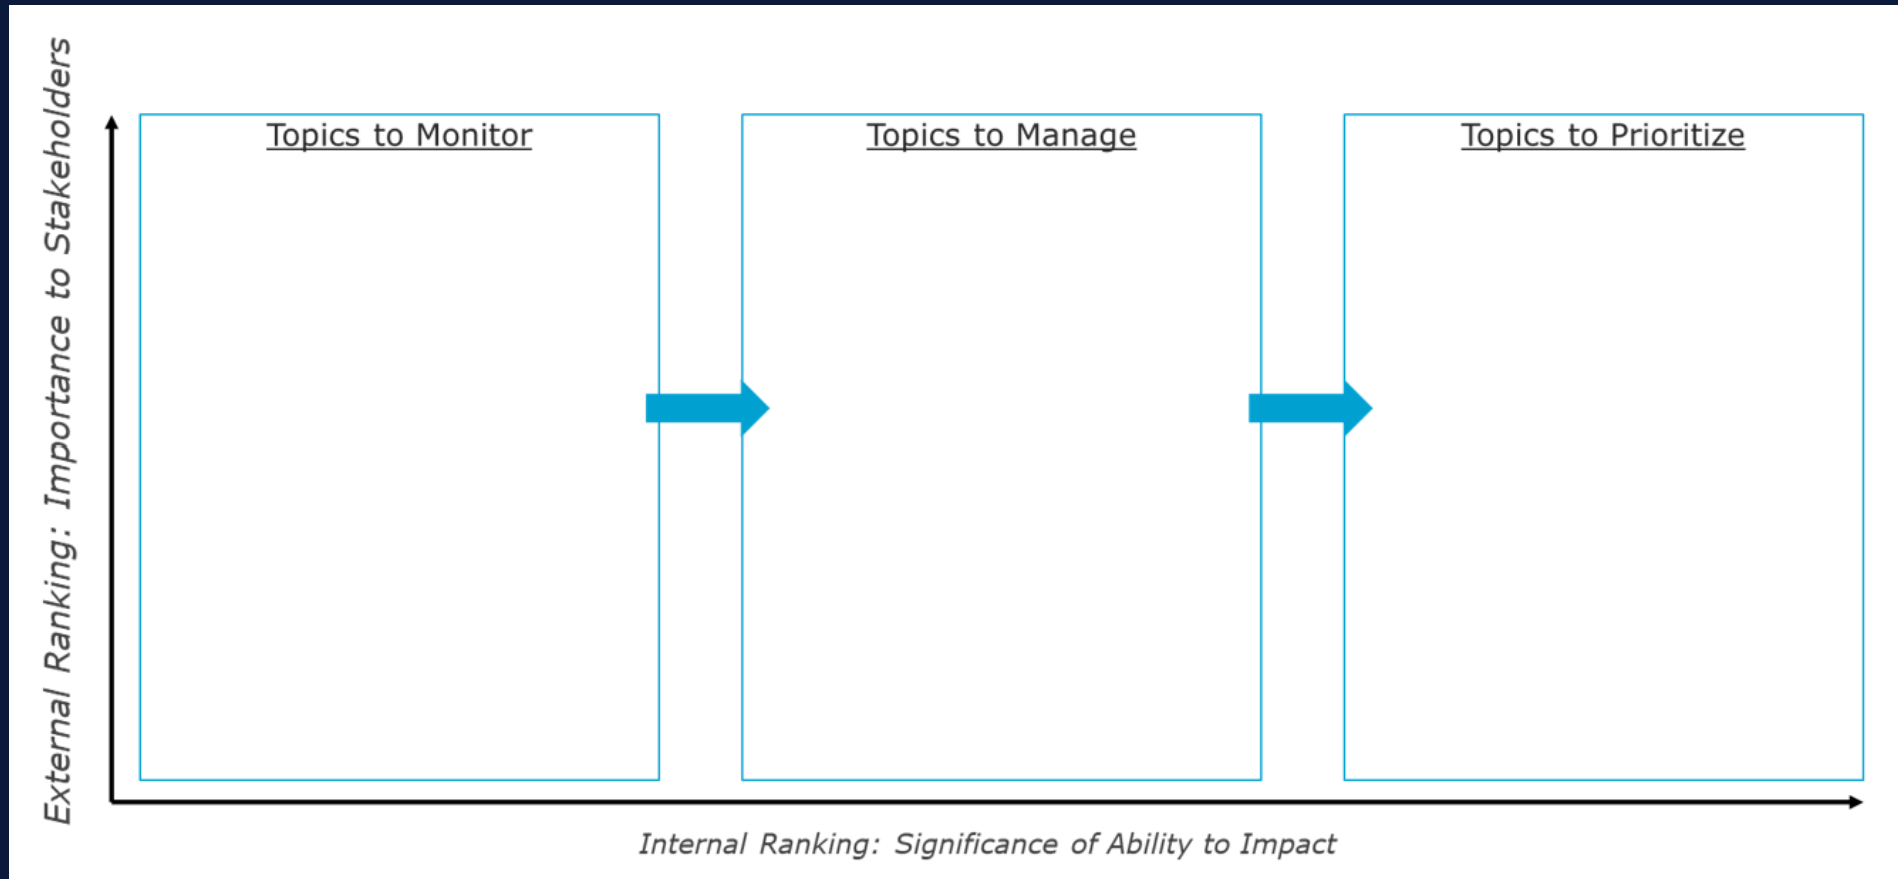 External Ranking: Importance to Stakeholders
Topics to Monitor
Topics to Manage
Topics to Prioritize
Internal Ranking: Significance of Ability to Impact